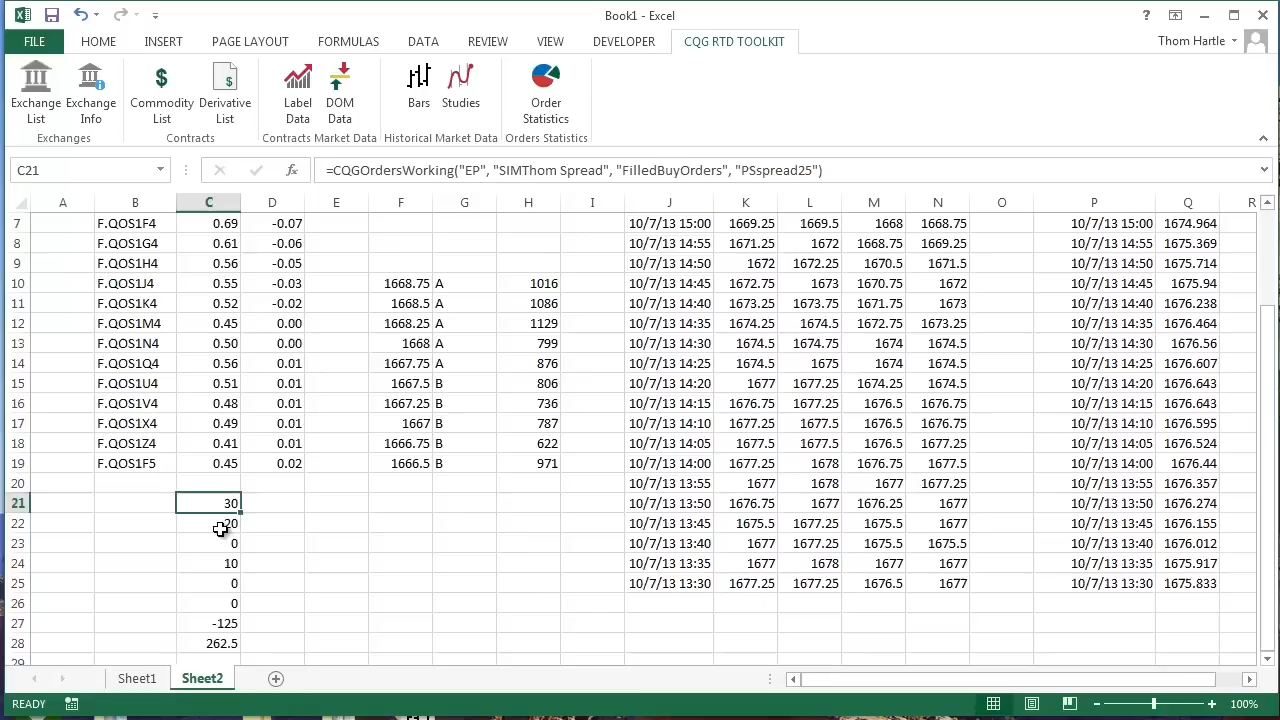 Book1 - Excel
FILE HOME INSERT PAGE LAYOUT FORMULAS DATA REVIEW VIEW DEVELOPER CQG RTD TOOLKIT Thom Hartle
Exchange List
Exchange Info
Exchanges
Commodity List
Derivative List
Contracts
Label Data
DOM Data
Contracts Market Data
Bars
Studies
Historical Market Data
Order Statistics
Orders Statistics
C21 fx =CQGOrdersWorking("EP", "SIMThom Spread", "FilledBuyOrders", "PSspread25")
A B C D E F G H I J K L M N O P Q R
7 F.QOS1F4 0.69 -0.07 10/7/13 15:00 1669.25 1669.5 1668 1668.75 10/7/13 15:00 1674.964
8 F.QOS1G4 0.61 -0.06 10/7/13 14:55 1671.25 1672 1668.75 1669.25 10/7/13 14:55 1675.369
9 F.QOS1H4 0.56 -0.05 10/7/13 14:50 1672 1672.25 1670.5 1671.5 10/7/13 14:50 1675.714
10 F.QOS1J4 0.55 -0.03 1668.75 A 1016 10/7/13 14:45 1672.75 1673 1670.75 1672 10/7/13 14:45 1675.94
11 F.QOS1K4 0.52 -0.02 1668.5 A 1086 10/7/13 14:40 1673.25 1673.75 1671.75 1673 10/7/13 14:40 1676.238
12 F.QOS1M4 0.45 0.00 1668.25 A 1129 10/7/13 14:35 1674.25 1674.5 1672.75 1673.25 10/7/13 14:35 1676.464
13 F.QOS1N4 0.50 0.00 1668 A 799 10/7/13 14:30 1674.5 1674.75 1674 1674.5 10/7/13 14:30 1676.56
14 F.QOS1Q4 0.56 0.01 1667.75 A 876 10/7/13 14:25 1674.5 1675 1674 1674.5 10/7/13 14:25 1676.607
15 F.QOS1U4 0.51 0.01 1667.5 B 806 10/7/13 14:20 1677 1677.25 1674.25 1674.5 10/7/13 14:20 1676.643
16 F.QOS1V4 0.48 0.01 1667.25 B 736 10/7/13 14:15 1676.75 1677.25 1676.5 1676.75 10/7/13 14:15 1676.643
17 F.QOS1X4 0.49 0.01 1667 B 787 10/7/13 14:10 1677.25 1677.5 1676.5 1676.75 10/7/13 14:10 1676.595
18 F.QOS1Z4 0.41 0.01 1666.75 B 622 10/7/13 14:05 1677.5 1677.5 1676.75 1677.25 10/7/13 14:05 1676.524
19 F.QOS1F5 0.45 0.02 1666.5 B 971 10/7/13 14:00 1677.25 1678 1676.75 1677.5 10/7/13 14:00 1676.44
20 10/7/13 13:55 1677 1678 1677 1677.25 10/7/13 13:55 1676.357
21 30 10/7/13 13:50 1676.75 1677 1676.25 1677 10/7/13 13:50 1676.274
22 20 10/7/13 13:45 1675.5 1677.25 1675.5 1677 10/7/13 13:45 1676.155
23 0 10/7/13 13:40 1677 1677.25 1675.5 1675.5 10/7/13 13:40 1676.012
24 10 10/7/13 13:35 1677 1678 1677 1677 10/7/13 13:35 1675.917
25 0 10/7/13 13:30 1677.25 1677.25 1676.5 1677 10/7/13 13:30 1675.833
26 0
27 -125
28 262.5
29
Sheet1 Sheet2
READY 100%